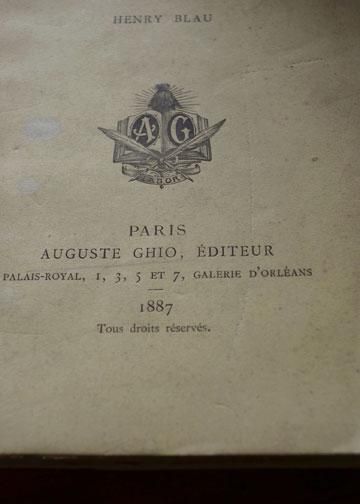 HENRY BLAU
A G
LABOR
PARIS
AUGUSTE GHIO, ÉDITEUR
PALAIS-ROYAL, 1, 3, 5 ET 7, GALERIE D'ORLÉANS
1887
Tous droits réservés.